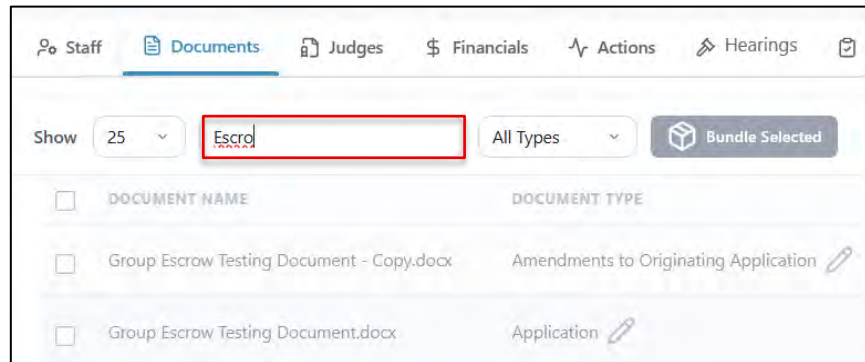 Staff Documents Judges $ Financials Actions Hearings
Show 25 Escro All Types Bundle Selected
DOCUMENT NAME DOCUMENT TYPE
Group Escrow Testing Document - Copy.docx Amendments to Originating Application
Group Escrow Testing Document.docx Application